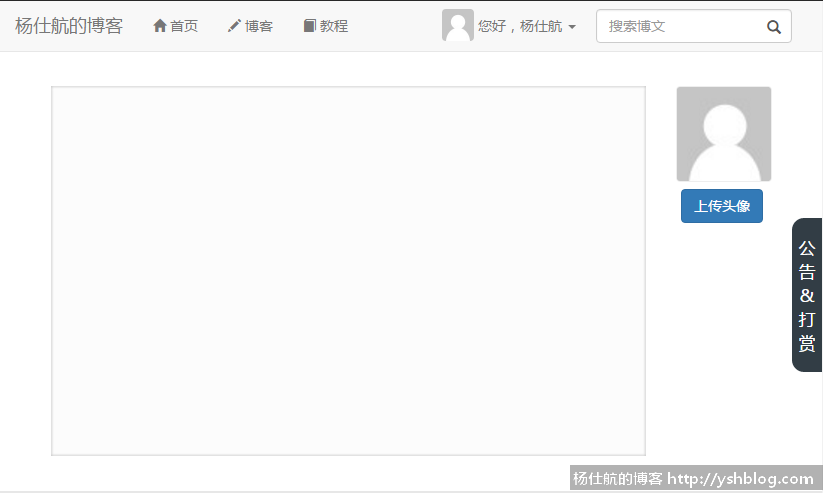 杨仕航的博客 首页 博客 教程 您好，杨仕航 搜索博文
上传头像
公
告
&
打
赏
杨仕航的博客 http://yshblog.com